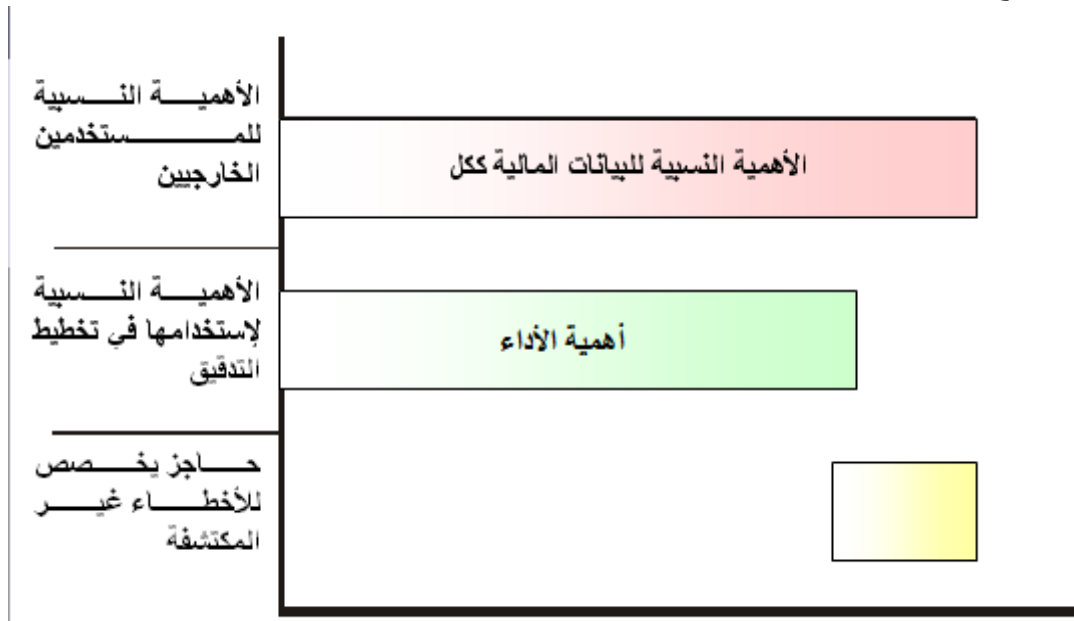 الأهمية النسبية
للمستخدمين
الخارجيين
الأهمية النسبية للبيانات المالية ككل
الأهمية النسبية
لإستخدامها في تخطيط
التدقيق
أهمية الأداء
حاجز يخصص
للأخطاء غير
المكتشفة